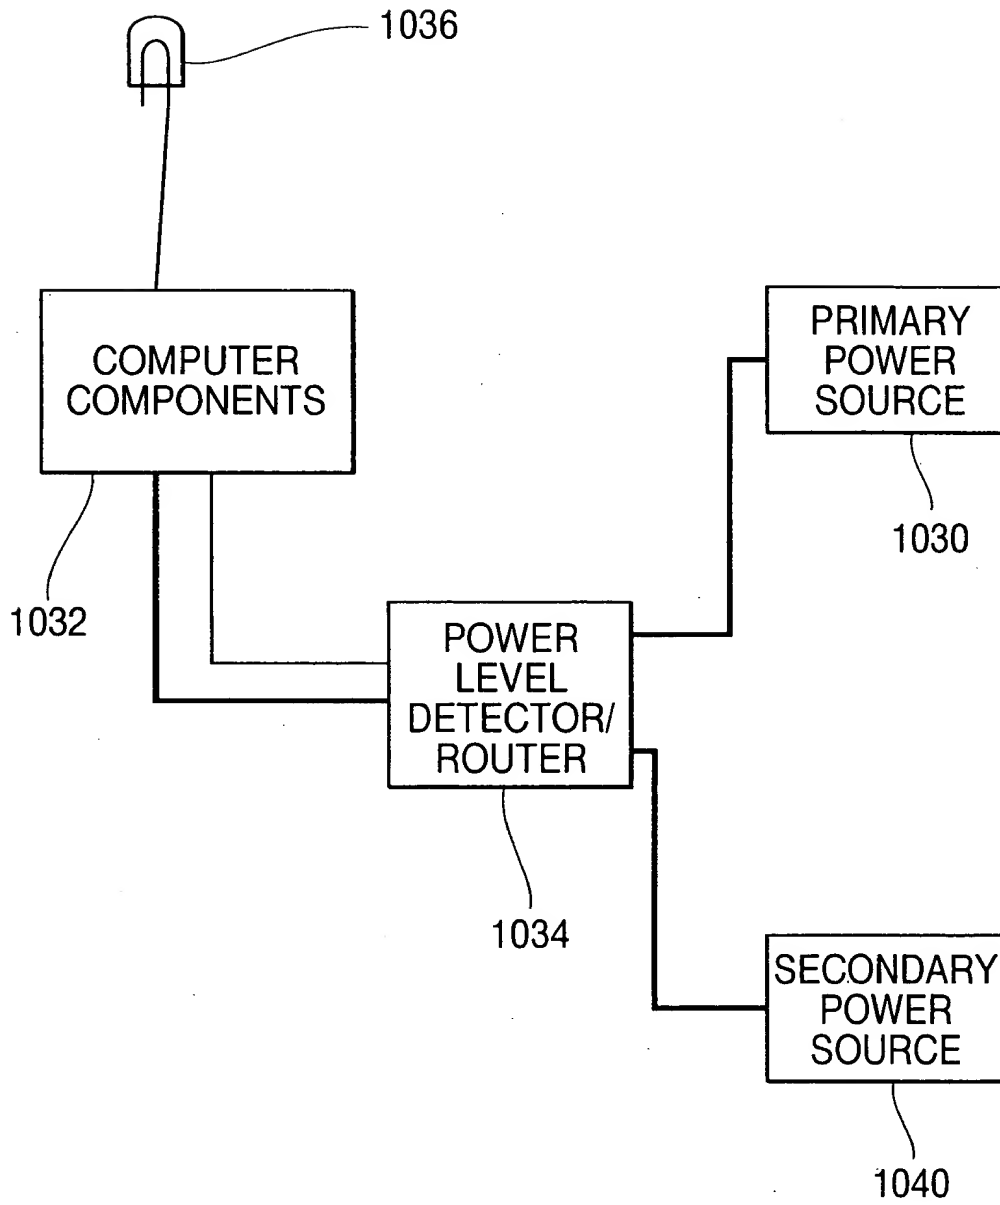 1036
COMPUTER
COMPONENTS
PRIMARY
POWER
SOURCE
1030
1032
POWER
LEVEL
DETECTOR/
ROUTER
1034
SECONDARY
POWER
SOURCE
1040